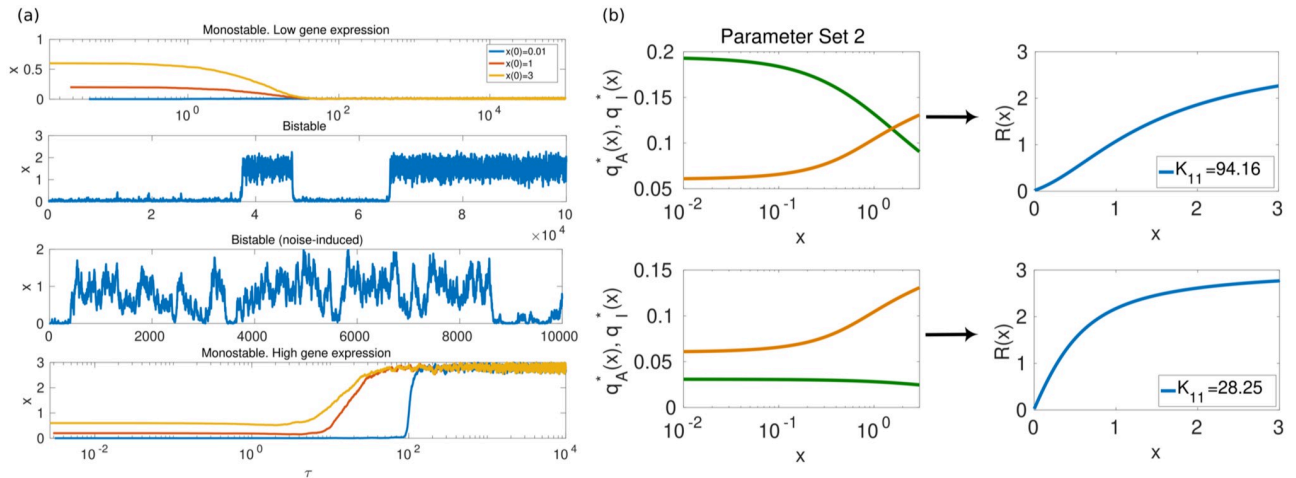 (a)
Monostable. Low gene expression
1
0.5
0
x
x(0)=0.01
x(0)=1
x(0)=3
10^0
10^2
10^4
Bistable
3
2
1
0
x
0
2
4
6
8
10
×10^4
Bistable (noise-induced)
2
1
0
x
0
2000
4000
6000
8000
10000
Monostable. High gene expression
3
2
1
0
x
10^-2
10^0
10^2
10^4
τ
(b)
Parameter Set 2
0.2
0.15
0.1
0.05
q*_A(x), q*_I(x)
10^-2
10^-1
10^0
x
3
2
1
0
R(x)
K_11=94.16
0
1
2
3
x
0.15
0.1
0.05
0
q*_A(x), q*_I(x)
10^-2
10^-1
10^0
x
3
2
1
0
R(x)
K_11=28.25
0
1
2
3
x